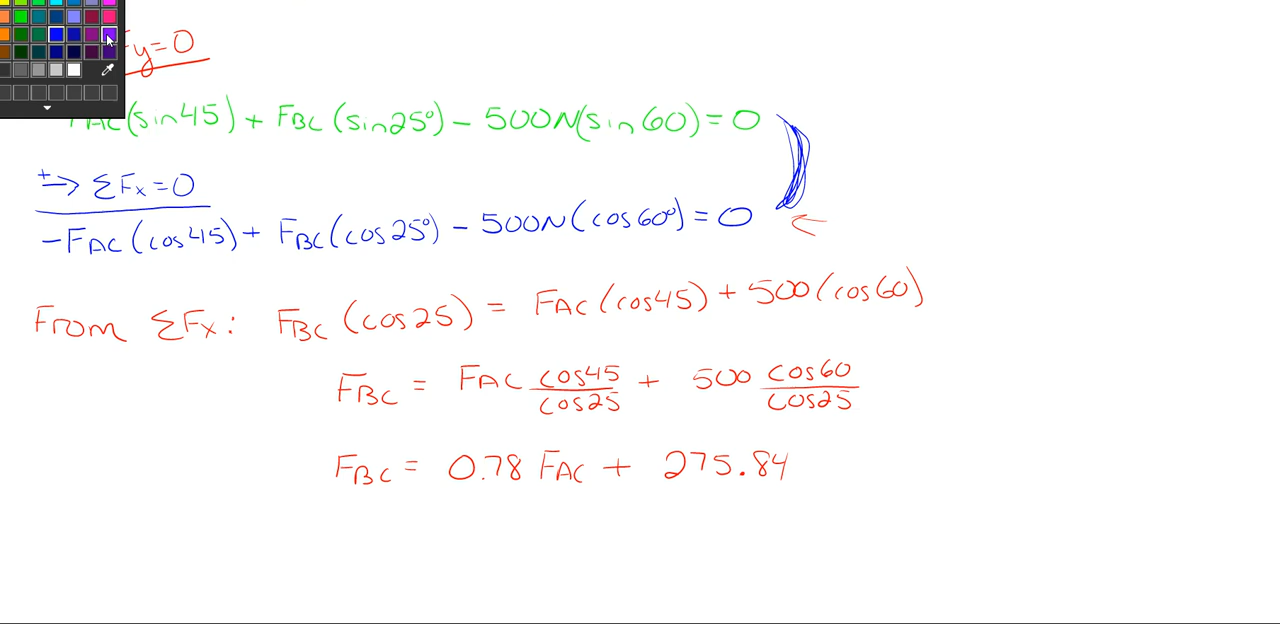 Fy=0
FAC(sin45) + FBC(sin25°) - 500N(sin60) = 0
+→ ΣFx=0
-FAC(cos45) + FBC(cos25°) - 500N(cos60°) = 0
From ΣFx: FBC(cos25) = FAC(cos45) + 500(cos60)
FBC = FAC cos45/cos25 + 500 cos60/cos25
FBC = 0.78 FAC + 275.84